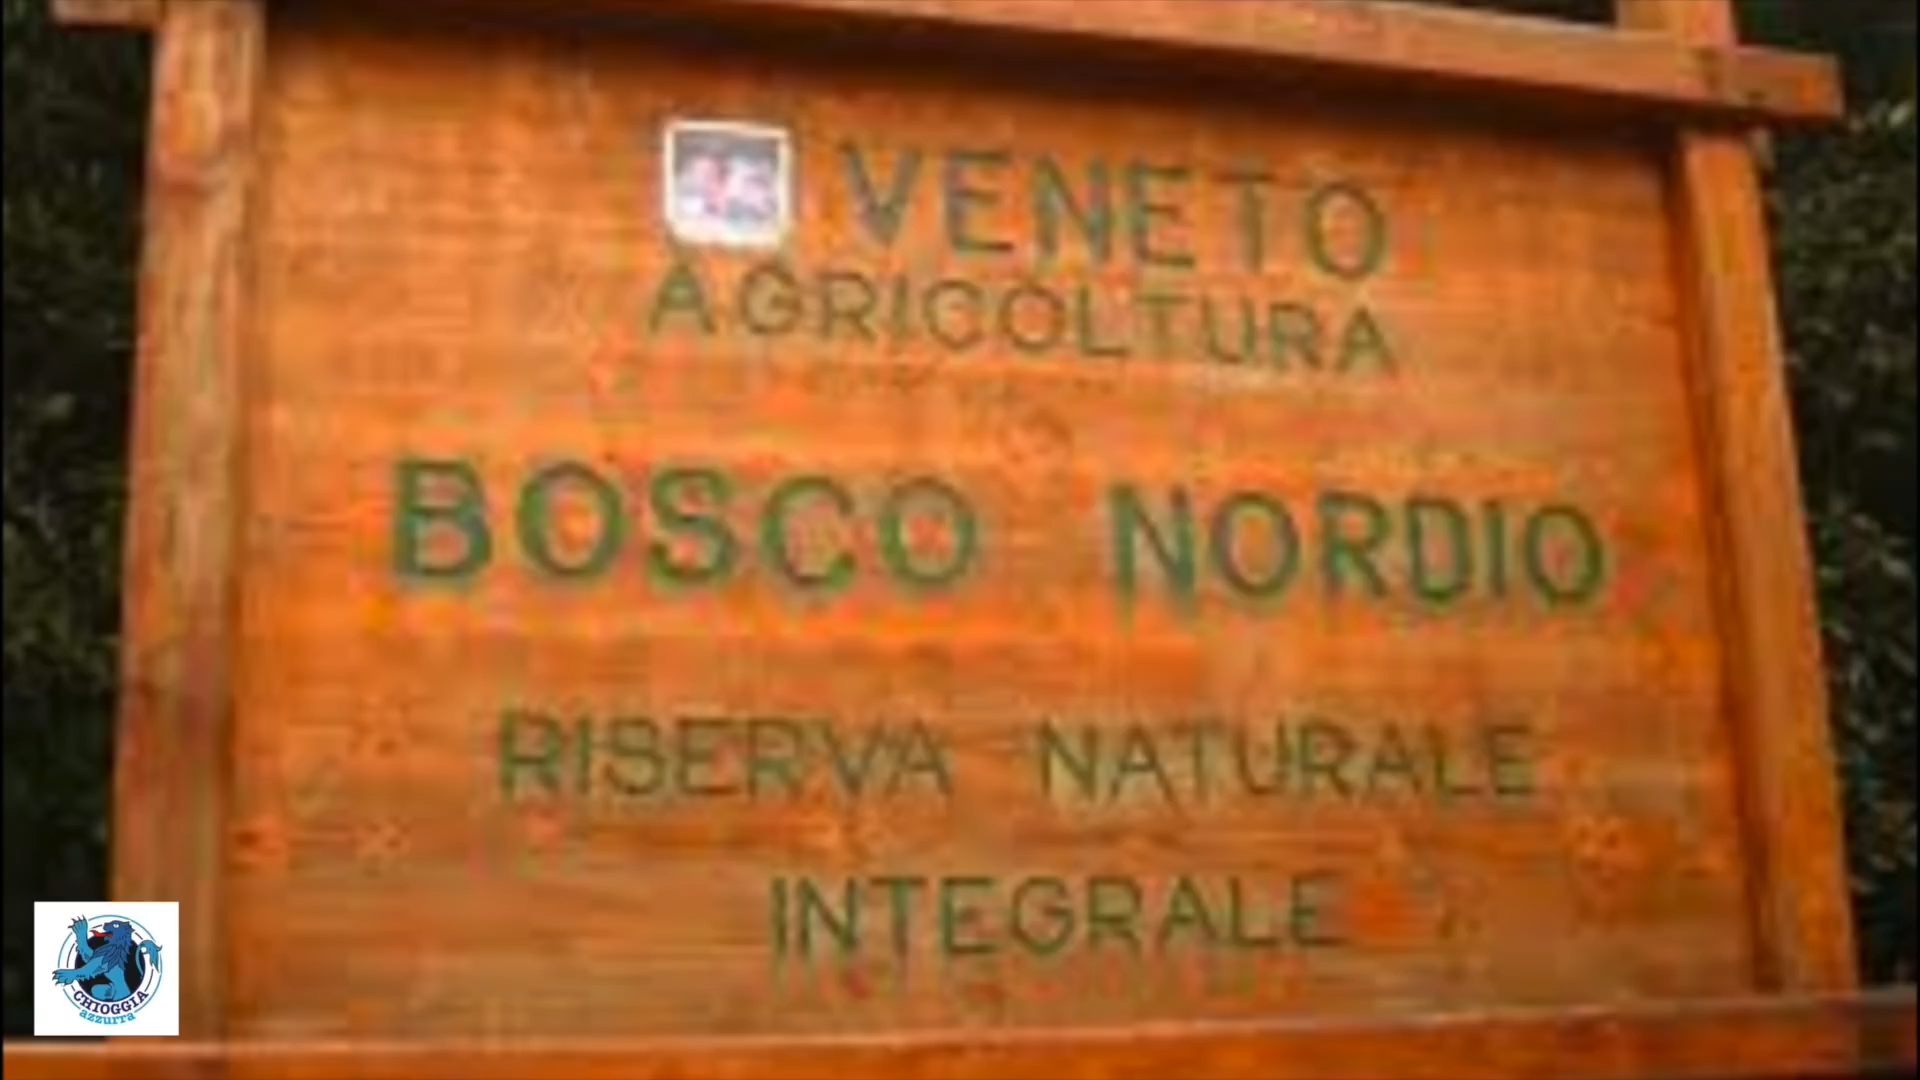 VENETO
AGRICOLTURA
BOSCO NORDIO
RISERVA NATURALE
INTEGRALE
CHIOGGIA
azzurra